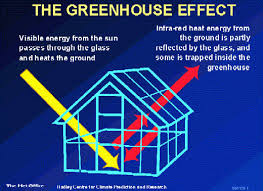 THE GREENHOUSE EFFECT
Visible energy from the sun
passes through the glass
and heats the ground
Infra-red heat energy from
the ground is partly
reflected by the glass, and
some is trapped inside the
greenhouse
The Met Office
Hadley Centre for Climate Prediction and Research